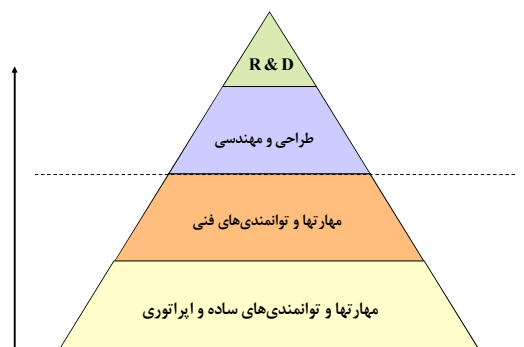 R & D
طراحی و مهندسی
مهارتها و توانمندی‌های فنی
مهارتها و توانمندی‌های ساده و اپراتوری